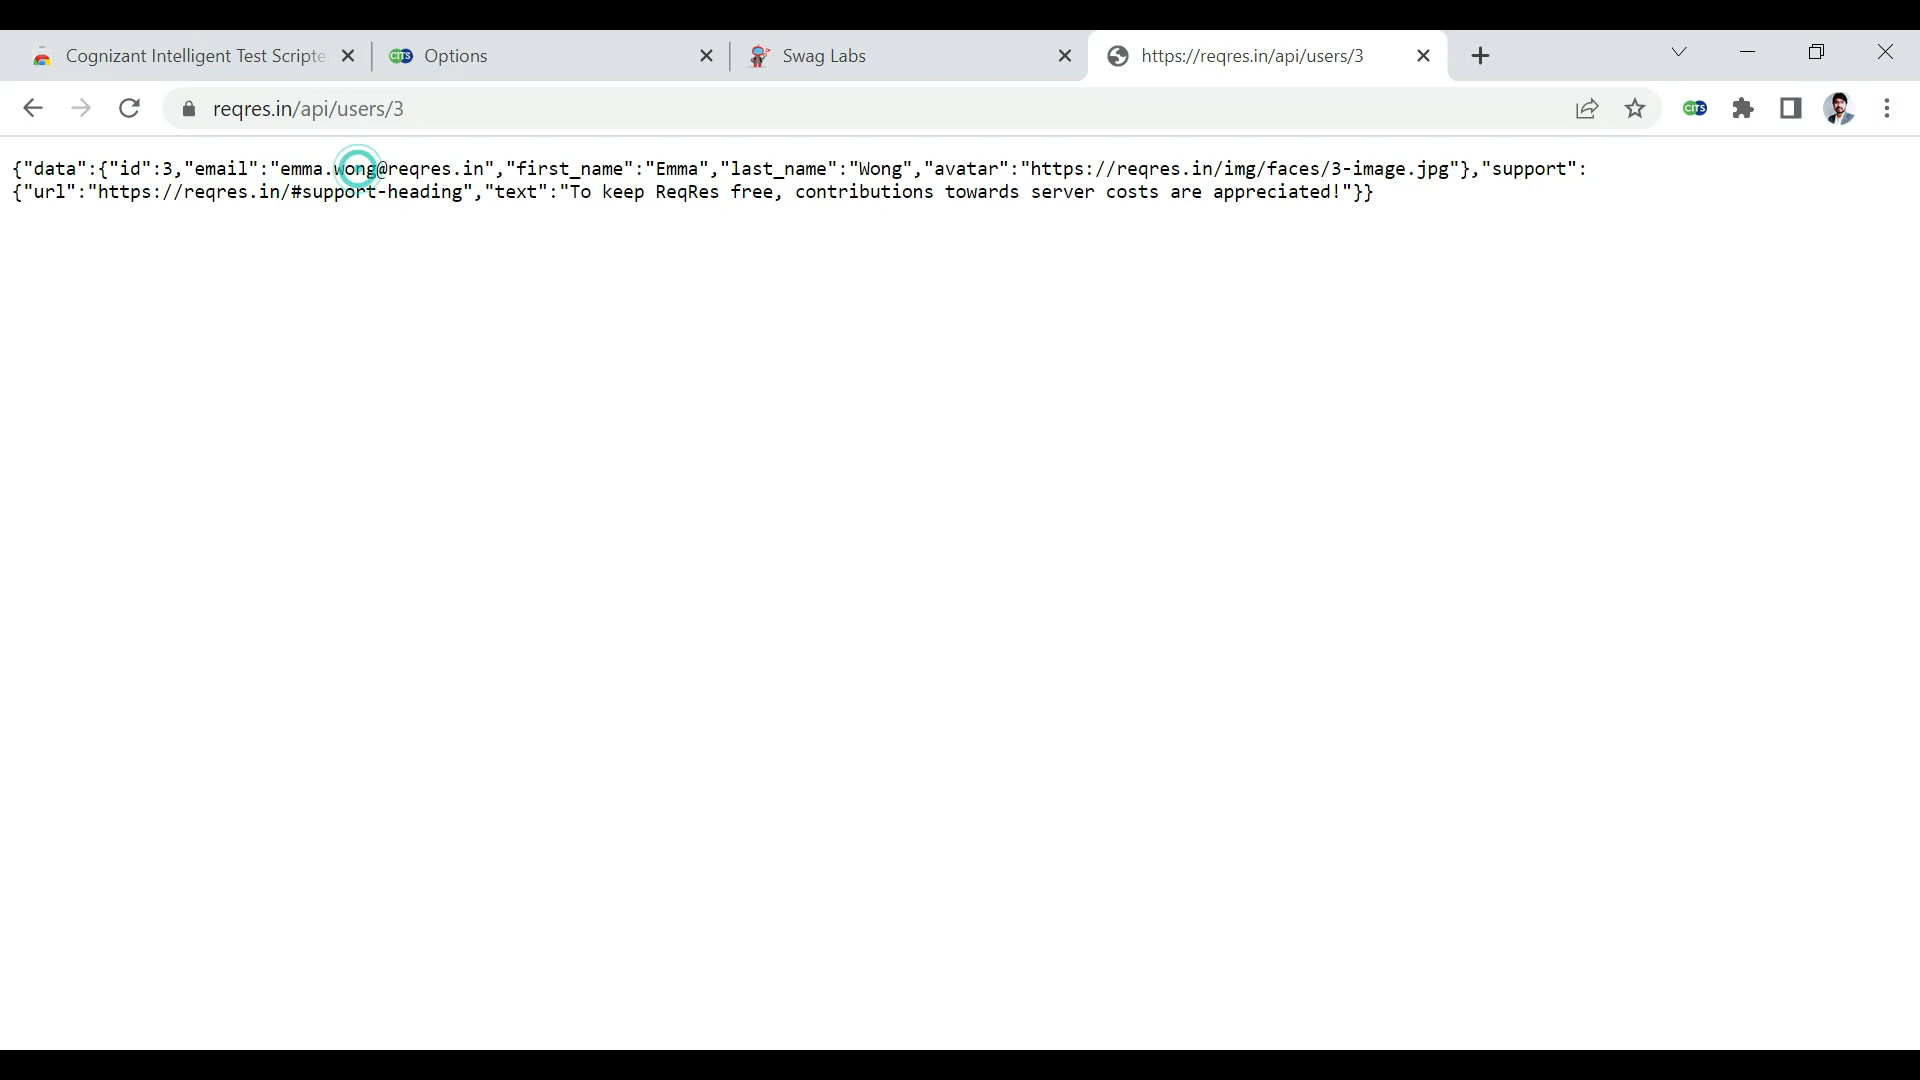 Cognizant Intelligent Test Scripte
CITS Options
Swag Labs
https://reqres.in/api/users/3
reqres.in/api/users/3
CITS
{"data":{"id":3,"email":"emma.wong@reqres.in","first_name":"Emma","last_name":"Wong","avatar":"https://reqres.in/img/faces/3-image.jpg"},"support":
{"url":"https://reqres.in/#support-heading","text":"To keep ReqRes free, contributions towards server costs are appreciated!"}}